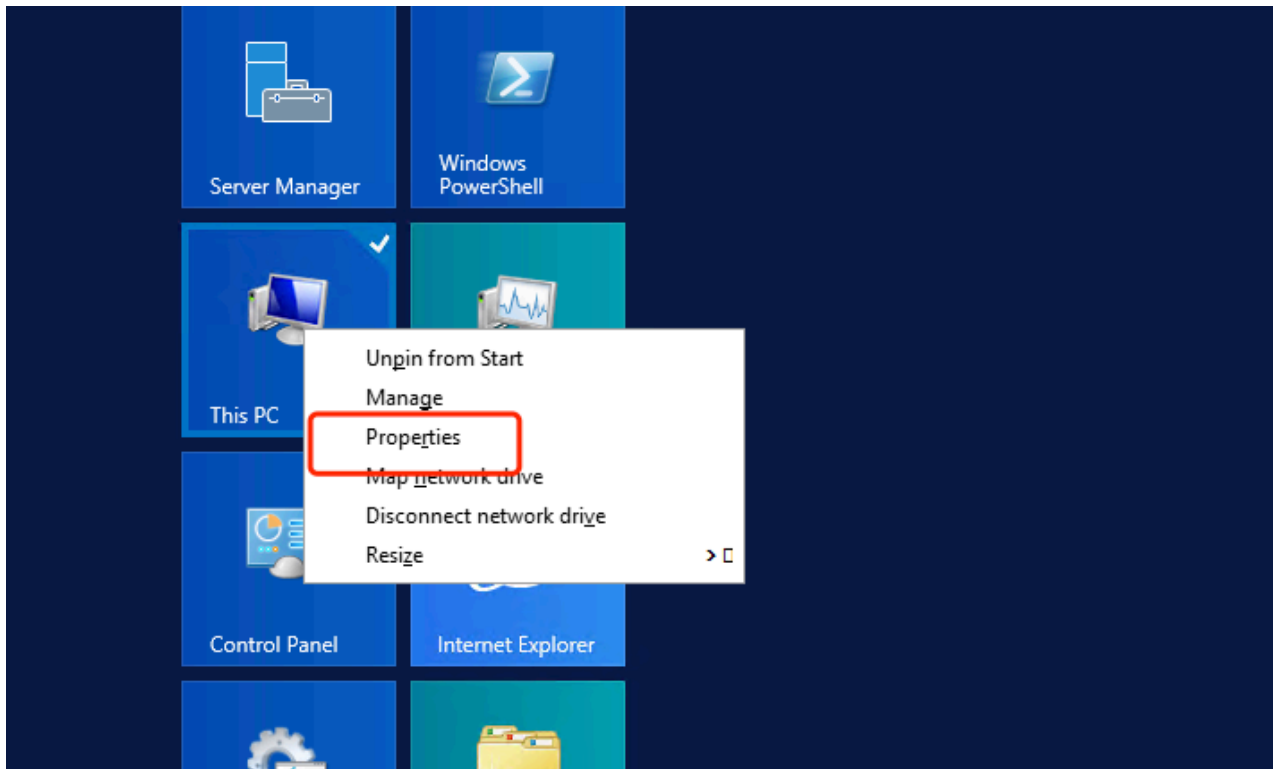 Server Manager
Windows
PowerShell
This PC
Unpin from Start
Manage
Properties
Map network drive
Disconnect network drive
Resize
Control Panel
Internet Explorer